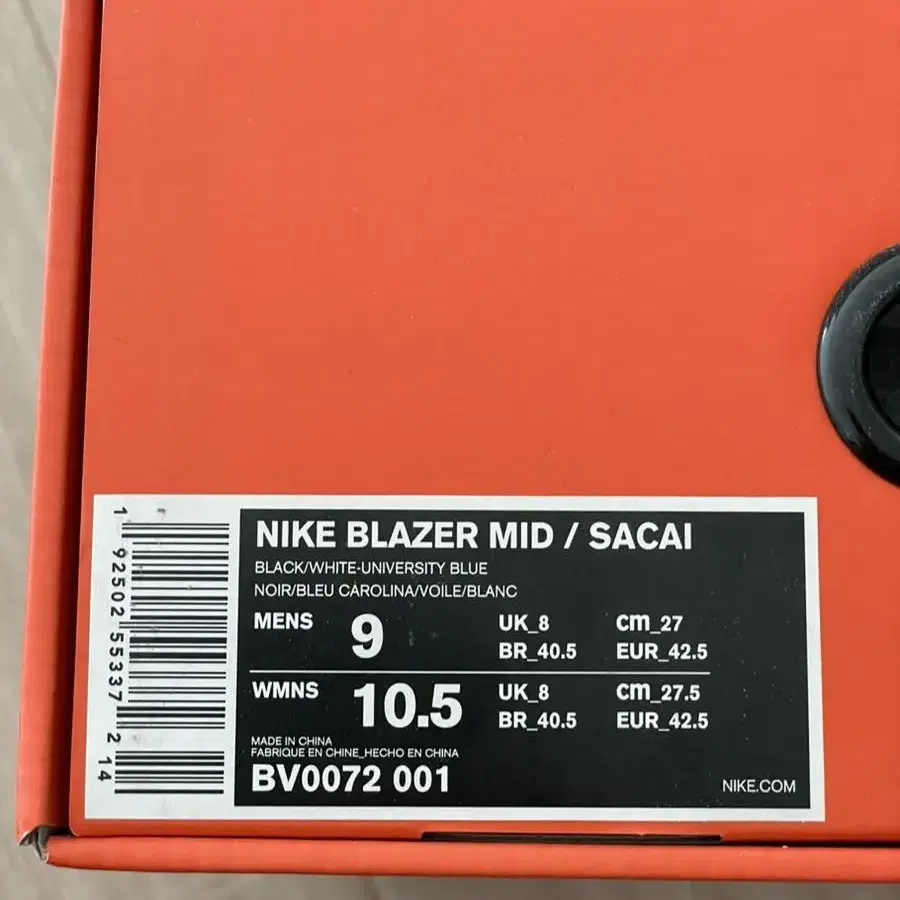 NIKE BLAZER MID / SACAI
BLACK/WHITE-UNIVERSITY BLUE
NOIR/BLEU CAROLINA/VOILE/BLANC
MENS 9 UK_8 cm_27
BR_40.5 EUR_42.5
WMNS 10.5 UK_8 cm_27.5
BR_40.5 EUR_42.5
MADE IN CHINA
FABRIQUE EN CHINE_HECHO EN CHINA
BV0072 001
NIKE.COM
1 92502 55337 2 14